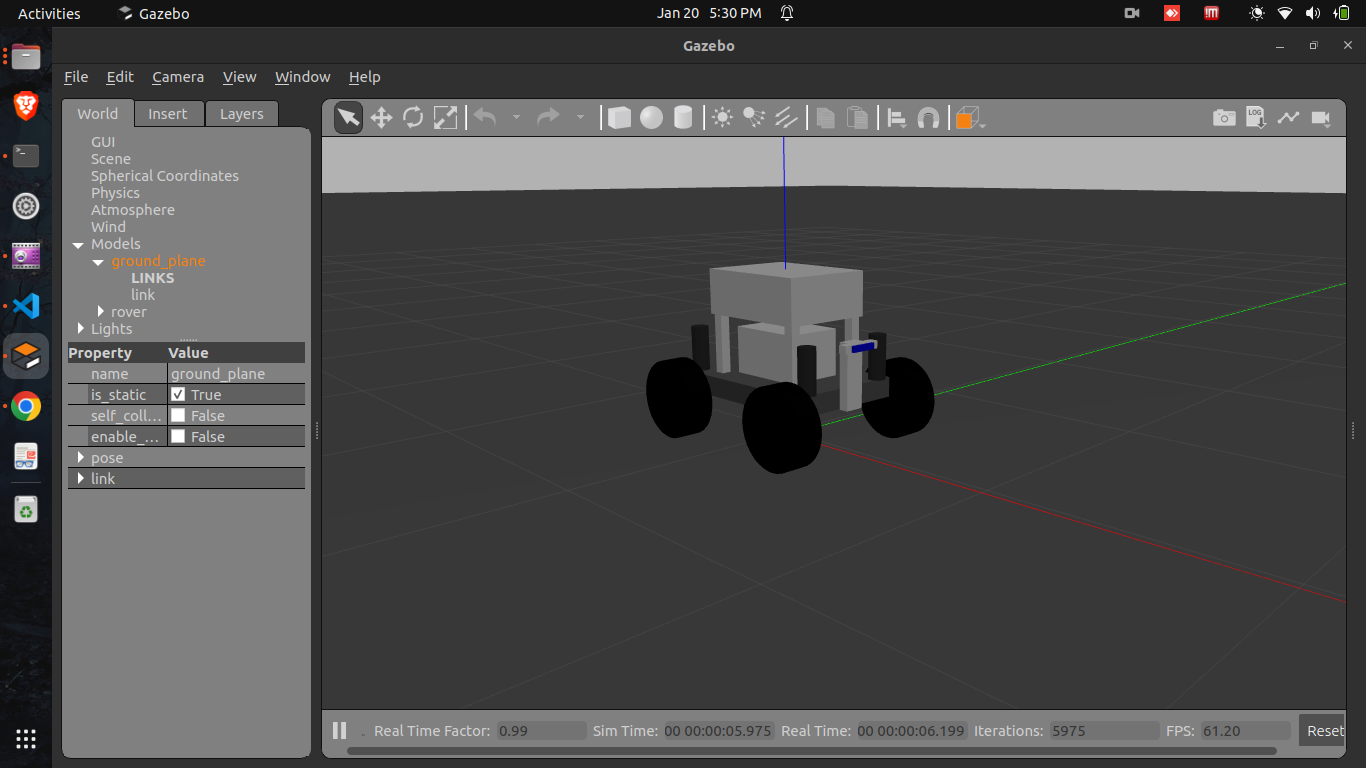 Activities Gazebo Jan 20 5:30 PM
Gazebo
File Edit Camera View Window Help
World Insert Layers
LOG
GUI
Scene
Spherical Coordinates
Physics
Atmosphere
Wind
Models
ground_plane
LINKS
link
rover
Lights
Property Value
name ground_plane
is_static True
self_coll... False
enable_... False
pose
link
Real Time Factor: 0.99 Sim Time: 00 00:00:05.975 Real Time: 00 00:00:06.199 Iterations: 5975 FPS: 61.20 Reset